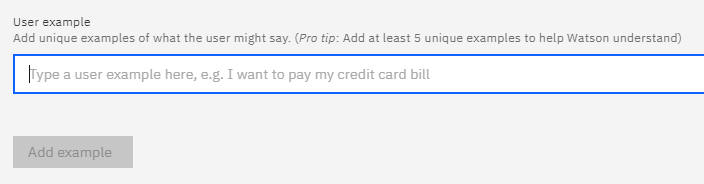 User example
Add unique examples of what the user might say. (Pro tip: Add at least 5 unique examples to help Watson understand)
Type a user example here, e.g. I want to pay my credit card bill
Add example